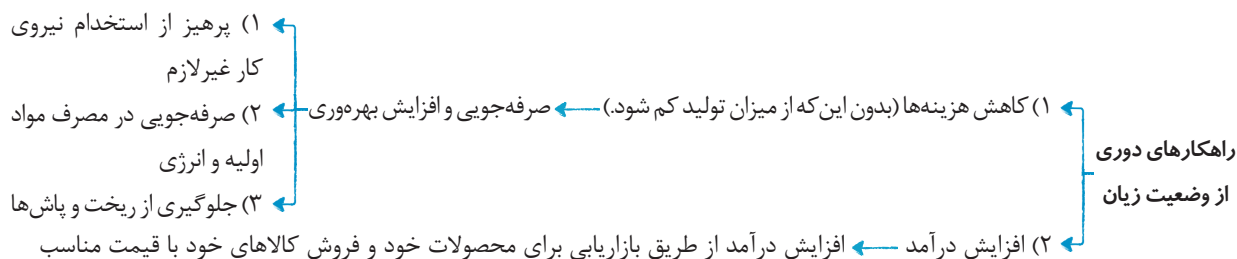 راهکارهای دوری
از وضعیت زیان
۱) کاهش هزینه‌ها (بدون این‌که از میزان تولید کم شود.) صرفه‌جویی و افزایش بهره‌وری
۱) پرهیز از استخدام نیروی
کار غیرلازم
۲) صرفه‌جویی در مصرف مواد
اولیه و انرژی
۳) جلوگیری از ریخت و پاش‌ها
۲) افزایش درآمد افزایش درآمد از طریق بازاریابی برای محصولات خود و فروش کالاهای خود با قیمت مناسب